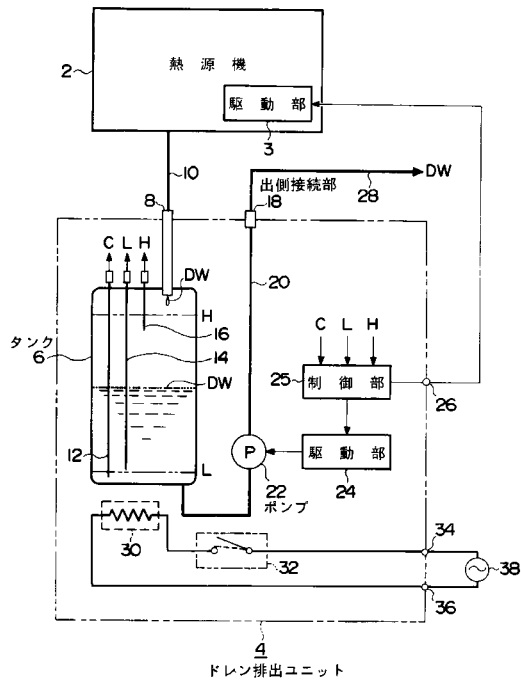 2
熱源機
駆動部
3
10
出側接続部
28
DW
8
18
C L H
DW
20
H
16
タンク
6
14
C L H
DW
25
制御部
26
12
L
P
22
ポンプ
駆動部
24
30
32
34
38
36
4
ドレン排出ユニット